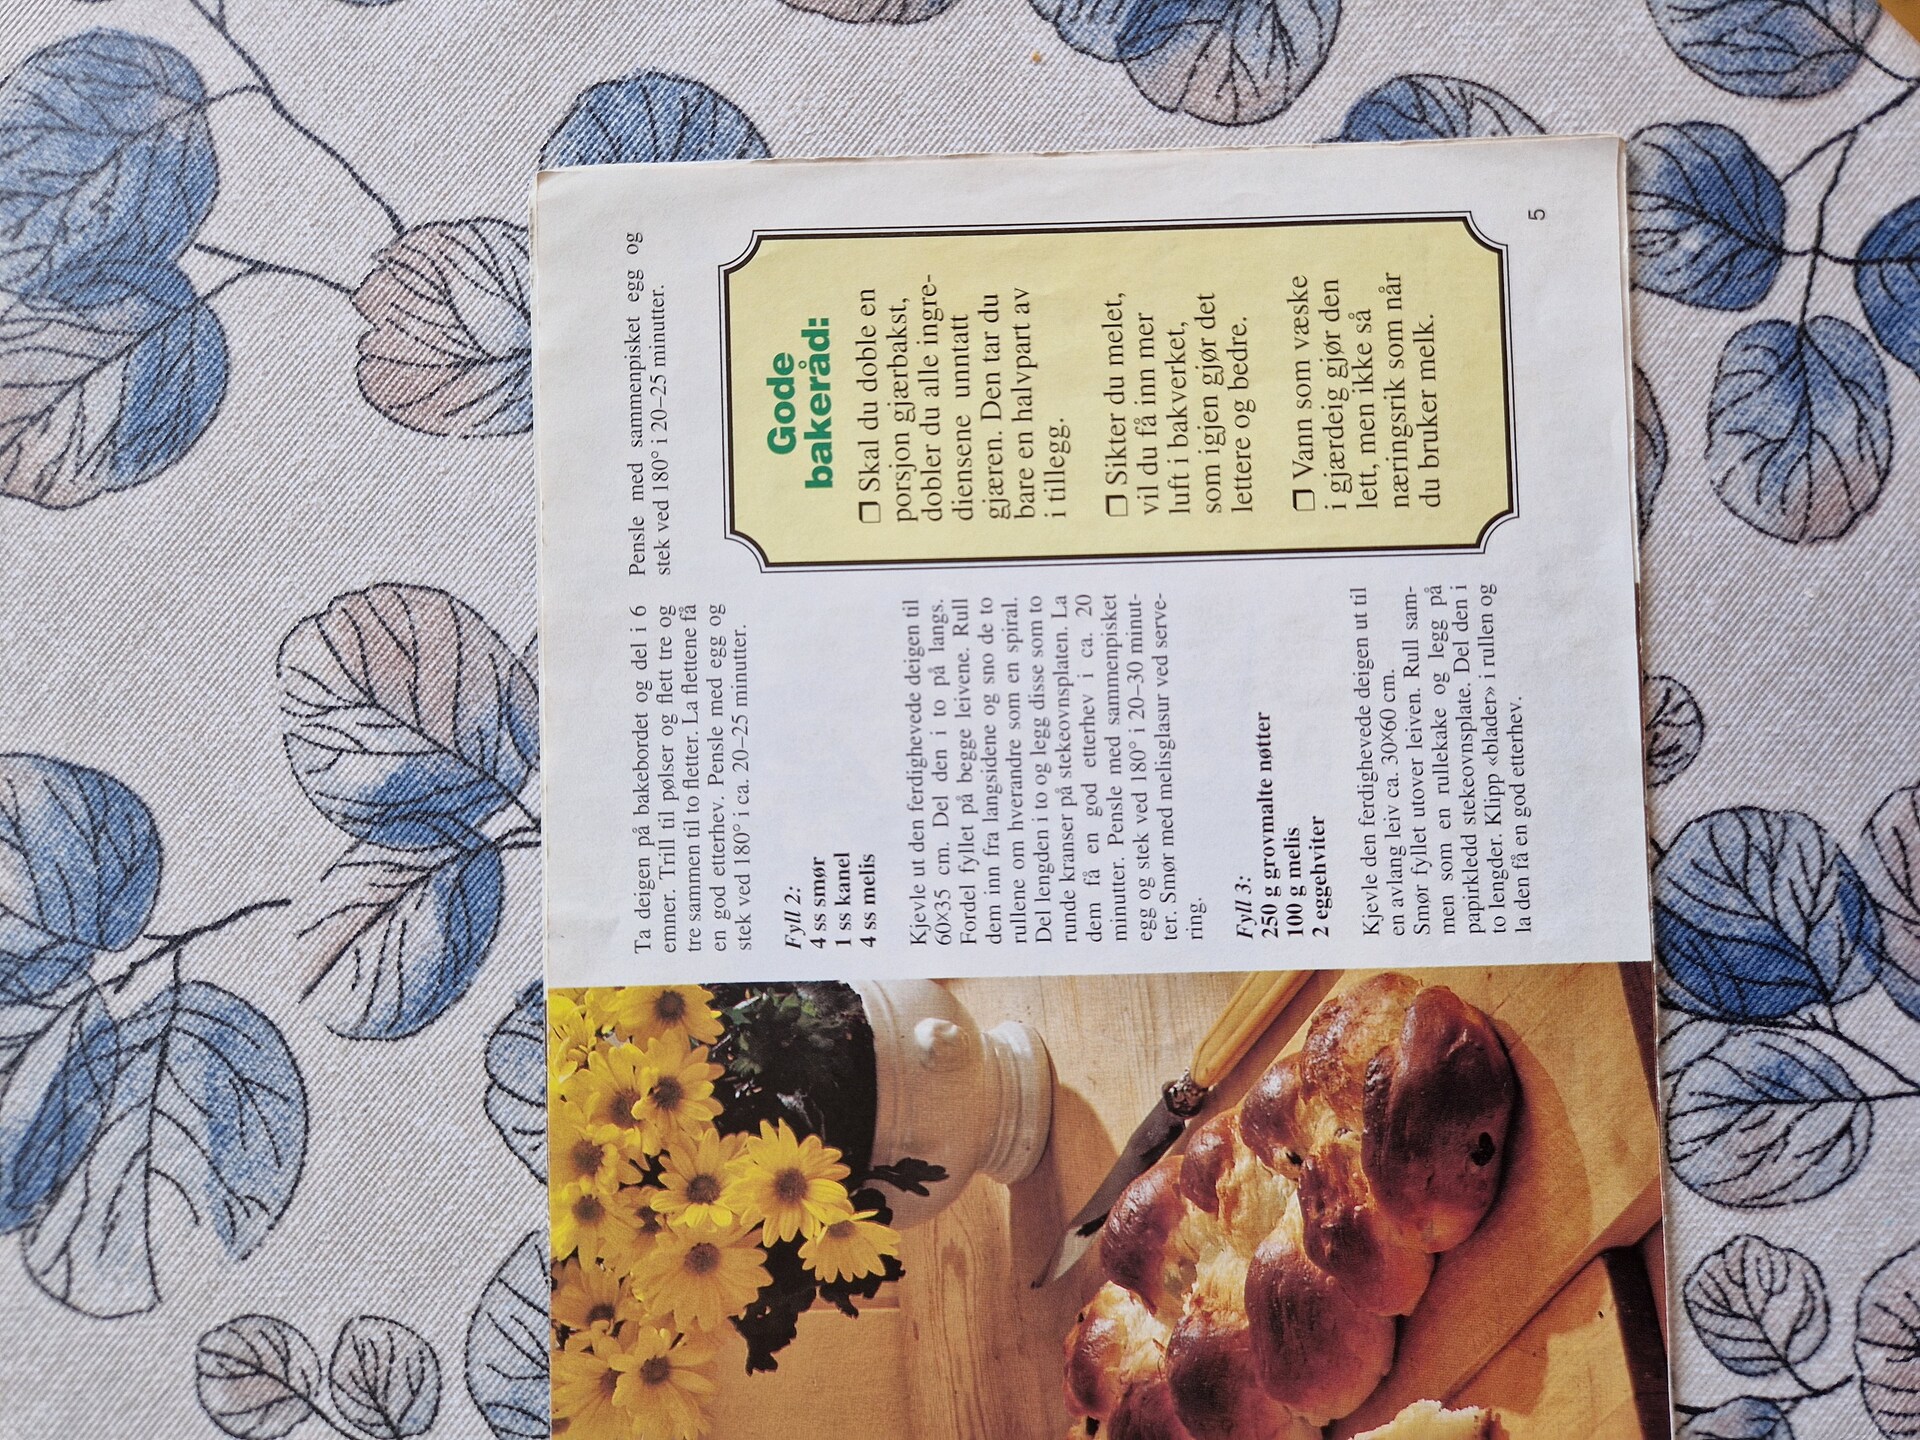 Ta deigen på bakebordet og del i 6
emner. Trill til pølser og flett tre og
tre sammen til to fletter. La flettene få
en god etterhev. Pensle med egg og
stek ved 180° i ca. 20–25 minutter.
Fyll 2:
4 ss smør
1 ss kanel
4 ss melis
Kjevle ut den ferdighevede deigen til
60×35 cm. Del den i to på langs.
Fordel fyllet på begge leivene. Rull
dem inn fra langsidene og sno de to
rullene om hverandre som en spiral.
Del lengden i to og legg disse som to
runde kranser på stekeovnsplaten. La
dem få en god etterhev i ca. 20
minutter. Pensle med sammenpisket
egg og stek ved 180° i 20–30 minut-
ter. Smør med melisglasur ved serve-
ring.
Fyll 3:
250 g grovmalte nøtter
100 g melis
2 eggehviter
Kjevle den ferdighevede deigen ut til
en avlang leiv ca. 30×60 cm.
Smør fyllet utover leiven. Rull sam-
men som en rullekake og legg på
papirkledd stekeovnsplate. Del den i
to lengder. Klipp «blader» i rullen og
la den få en god etterhev.
Pensle med sammenpisket egg og
stek ved 180° i 20–25 minutter.
Gode
bakeråd:
❒ Skal du doble en
porsjon gjærbakst,
dobler du alle ingre-
diensene unntatt
gjæren. Den tar du
bare en halvpart av
i tillegg.
❒ Sikter du melet,
vil du få inn mer
luft i bakverket,
som igjen gjør det
lettere og bedre.
❒ Vann som væske
i gjærdeig gjør den
lett, men ikke så
næringsrik som når
du bruker melk.
5